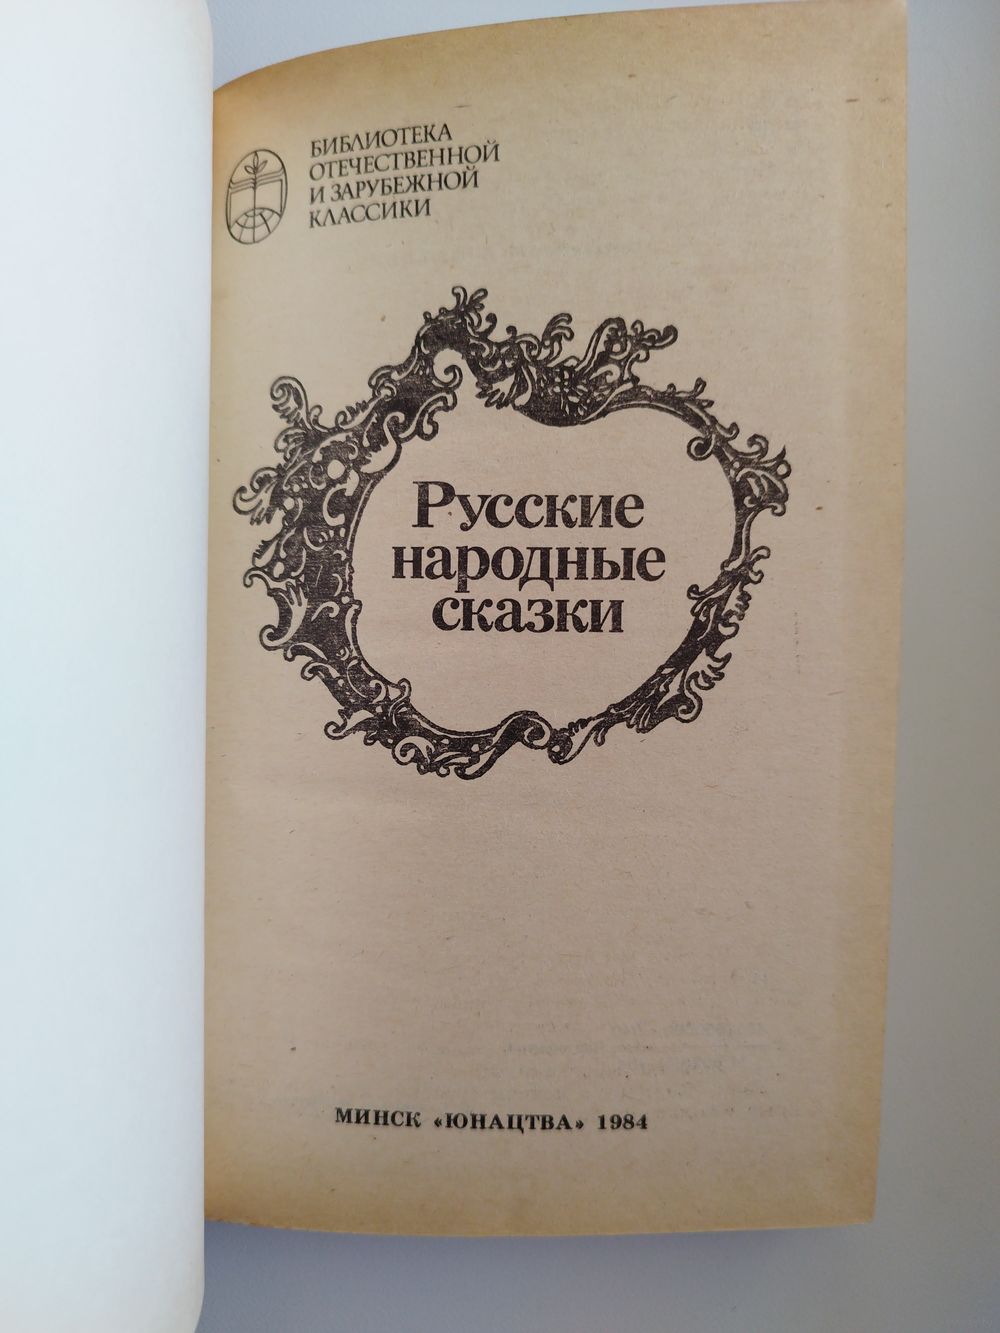 БИБЛИОТЕКА
ОТЕЧЕСТВЕННОЙ
И ЗАРУБЕЖНОЙ
КЛАССИКИ
Русские
народные
сказки
МИНСК «ЮНАЦТВА» 1984